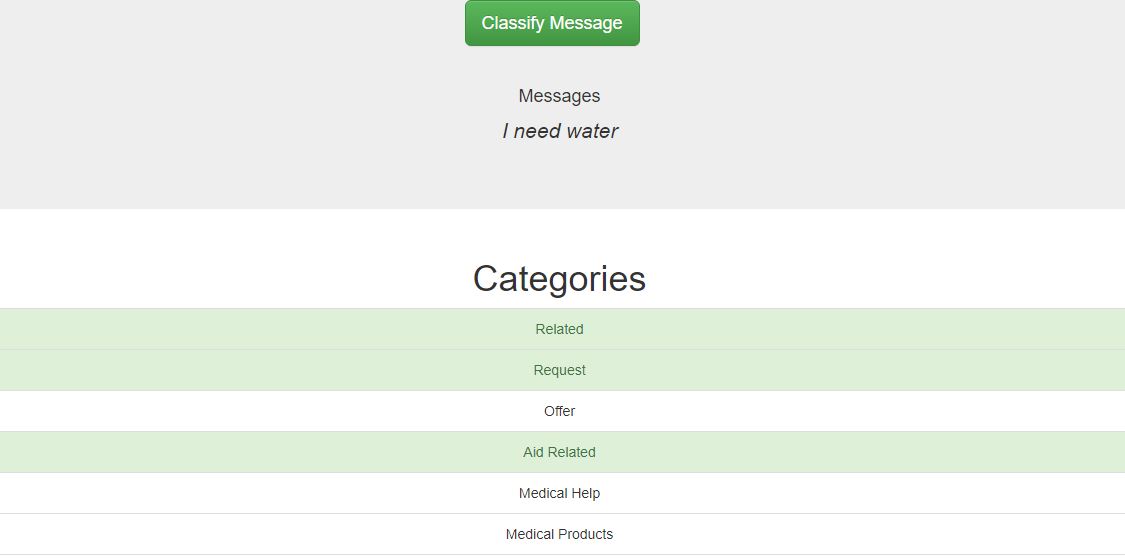 Classify Message
Messages
I need water
Categories
Related
Request
Offer
Aid Related
Medical Help
Medical Products